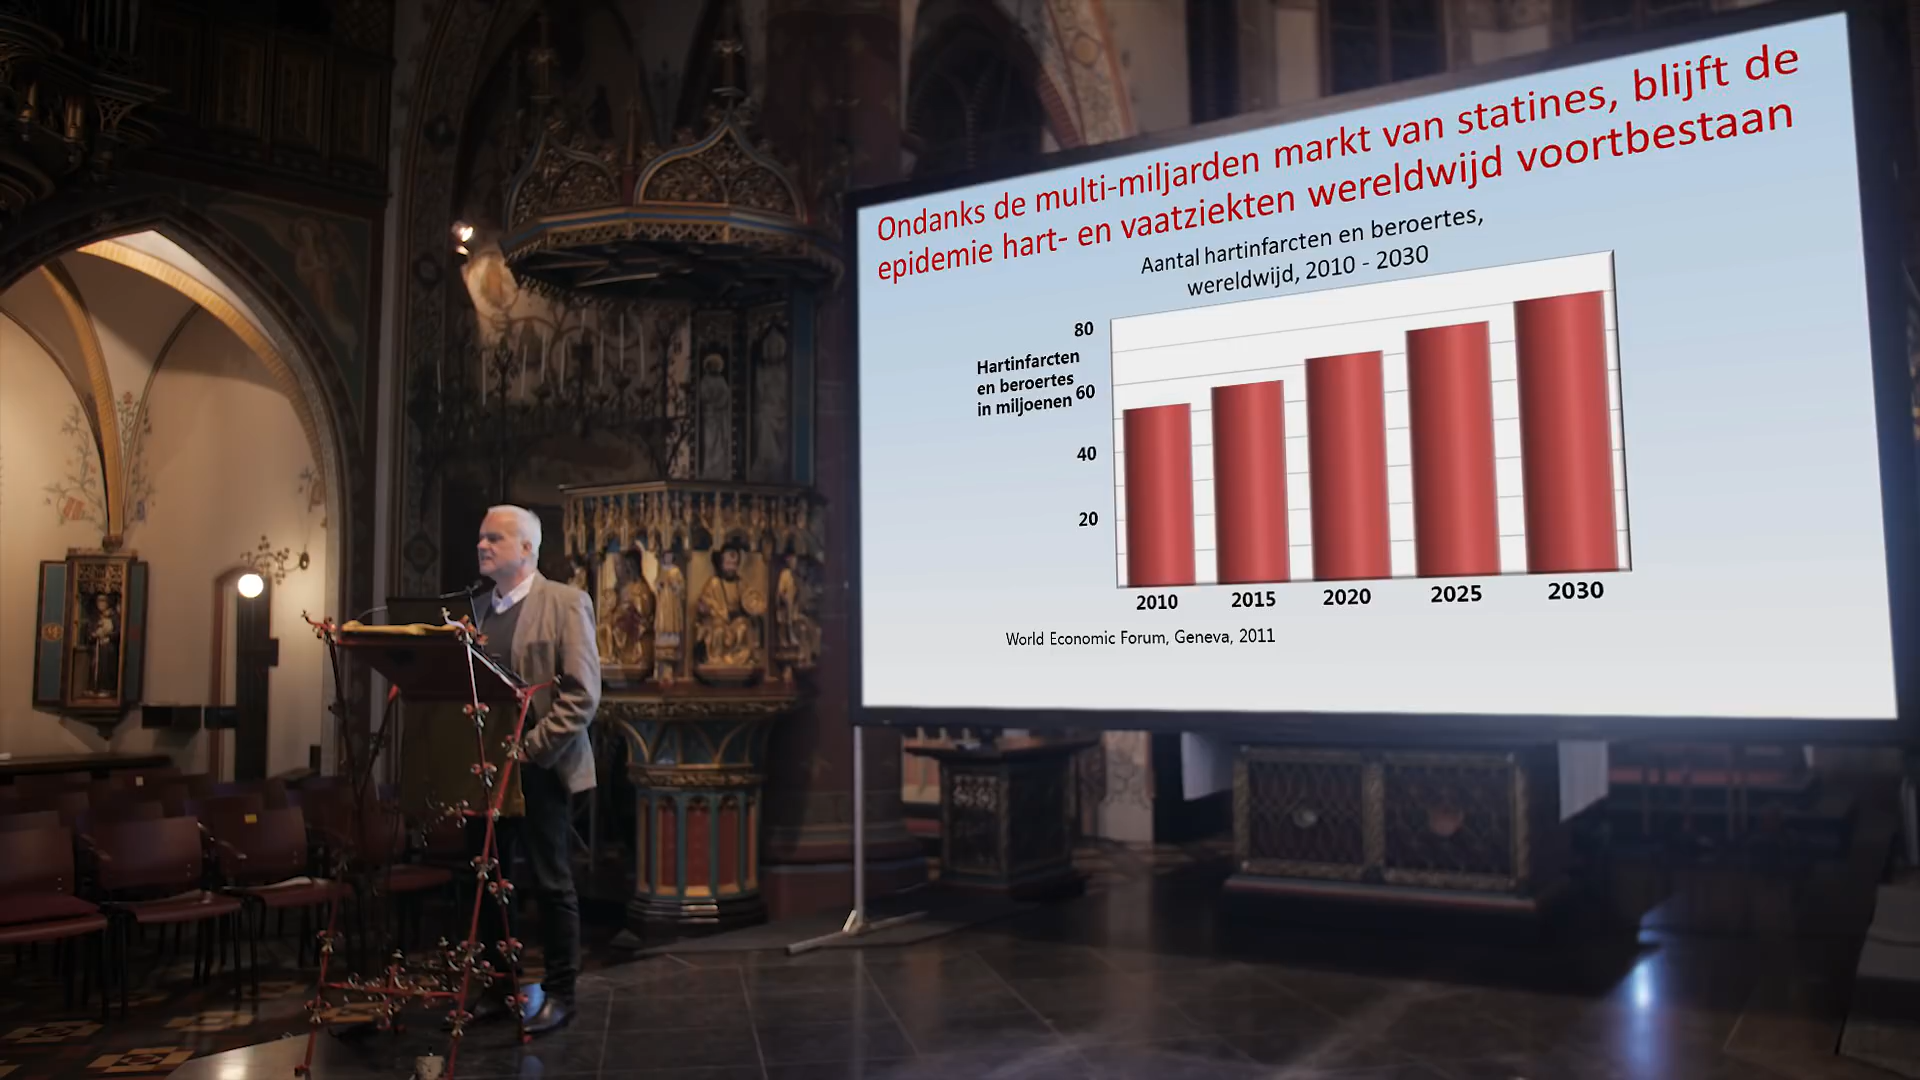 Ondanks de multi-miljarden markt van statines, blijft de
epidemie hart- en vaatziekten wereldwijd voortbestaan
Aantal hartinfarcten en beroertes,
wereldwijd, 2010 - 2030
80
Hartinfarcten
en beroertes
in miljoenen
60
40
20
2010 2015 2020 2025 2030
World Economic Forum, Geneva, 2011